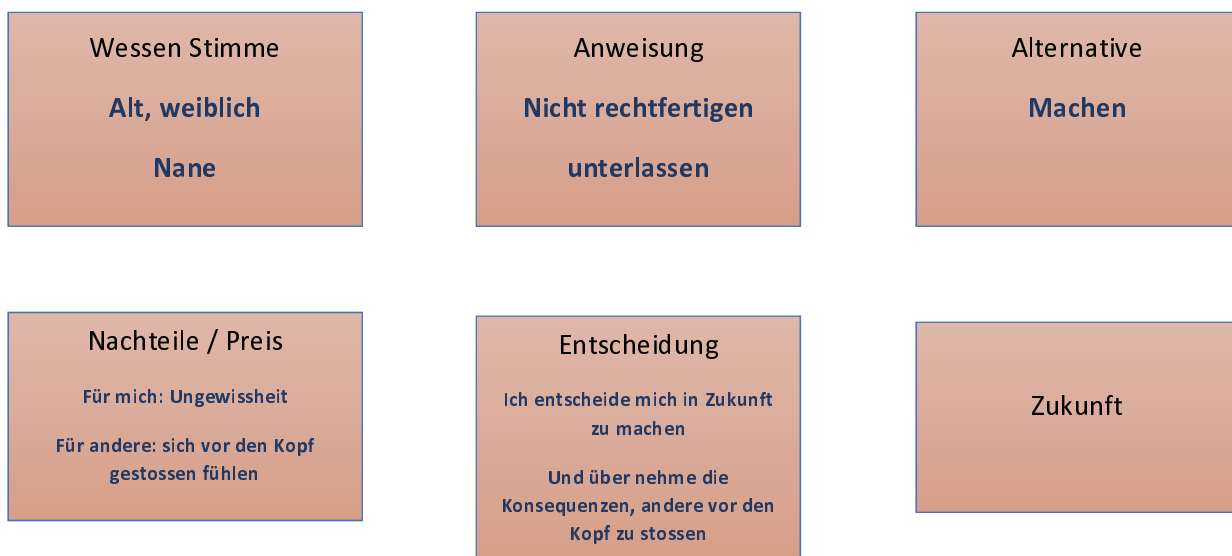 Wessen Stimme
Alt, weiblich
Nane
Anweisung
Nicht rechtfertigen
unterlassen
Alternative
Machen
Nachteile / Preis
Für mich: Ungewissheit
Für andere: sich vor den Kopf
gestossen fühlen
Entscheidung
Ich entscheide mich in Zukunft
zu machen
Und über nehme die
Konsequenzen, andere vor den
Kopf zu stossen
Zukunft